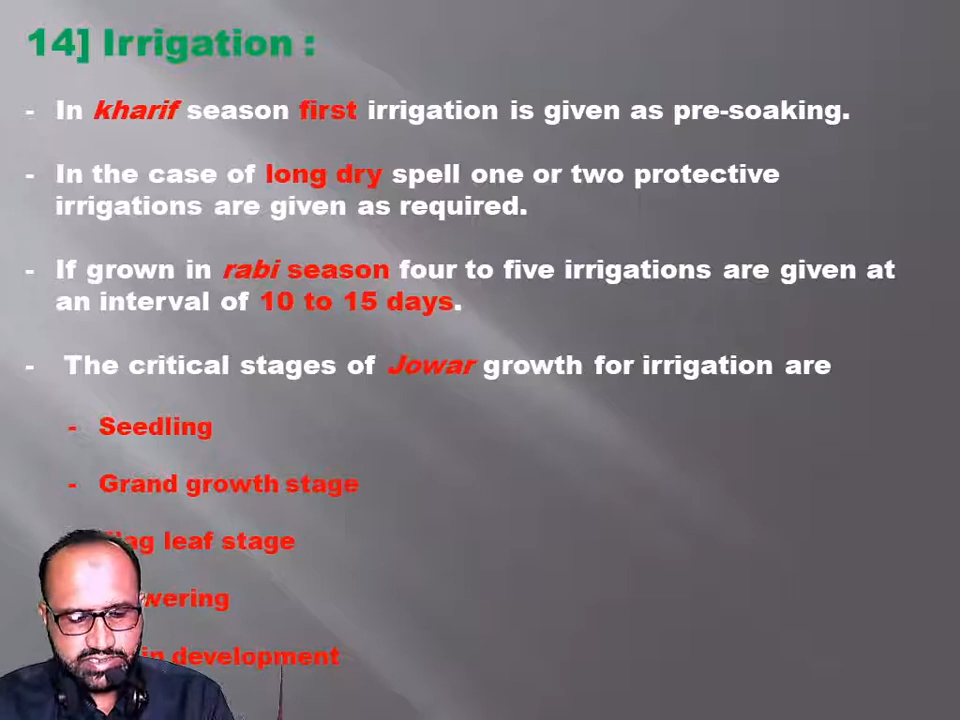 14] Irrigation :
- In kharif season first irrigation is given as pre-soaking.
- In the case of long dry spell one or two protective
irrigations are given as required.
- If grown in rabi season four to five irrigations are given at
an interval of 10 to 15 days.
- The critical stages of Jowar growth for irrigation are
- Seedling
- Grand growth stage
leaf stage
development